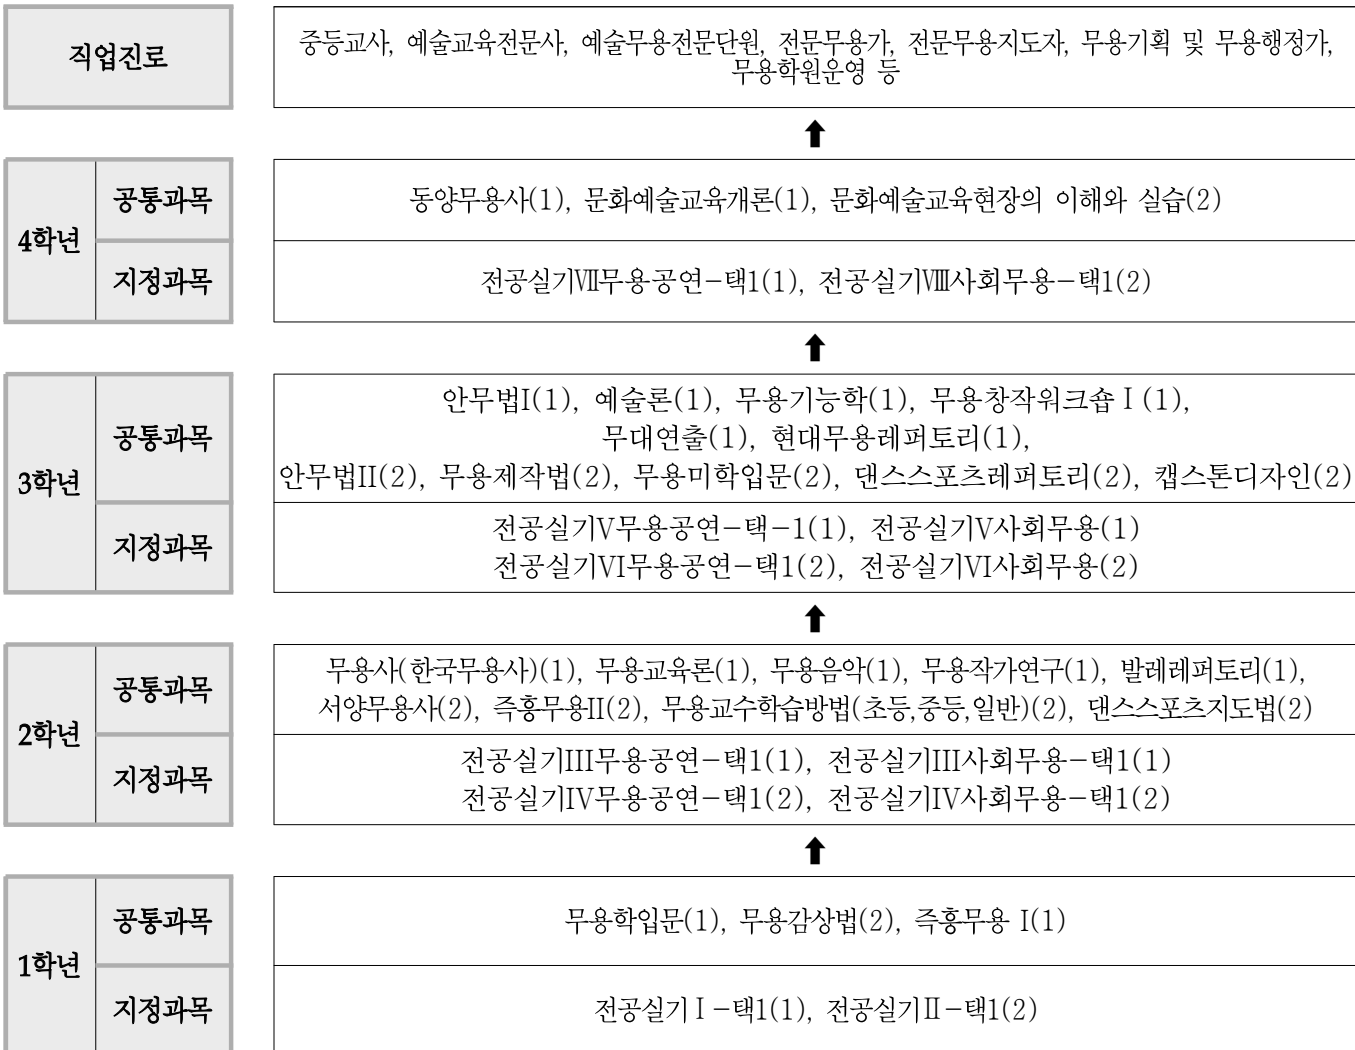 직업진로
중등교사, 예술교육전문사, 예술무용전문단원, 전문무용가, 전문무용지도자, 무용기획 및 무용행정가,
무용학원운영 등
4학년
공통과목
동양무용사(1), 문화예술교육개론(1), 문화예술교육현장의 이해와 실습(2)
지정과목
전공실기Ⅶ무용공연-택1(1), 전공실기Ⅷ사회무용-택1(2)
3학년
공통과목
안무법I(1), 예술론(1), 무용기능학(1), 무용창작워크숍Ⅰ(1),
무대연출(1), 현대무용레퍼토리(1),
안무법II(2), 무용제작법(2), 무용미학입문(2), 댄스스포츠레퍼토리(2), 캡스톤디자인(2)
지정과목
전공실기V무용공연-택-1(1), 전공실기V사회무용(1)
전공실기VI무용공연-택1(2), 전공실기VI사회무용(2)
2학년
공통과목
무용사(한국무용사)(1), 무용교육론(1), 무용음악(1), 무용작가연구(1), 발레레퍼토리(1),
서양무용사(2), 즉흥무용II(2), 무용교수학습방법(초등,중등,일반)(2), 댄스스포츠지도법(2)
지정과목
전공실기III무용공연-택1(1), 전공실기III사회무용-택1(1)
전공실기IV무용공연-택1(2), 전공실기IV사회무용-택1(2)
1학년
공통과목
무용학입문(1), 무용감상법(2), 즉흥무용 I(1)
지정과목
전공실기Ⅰ-택1(1), 전공실기Ⅱ-택1(2)